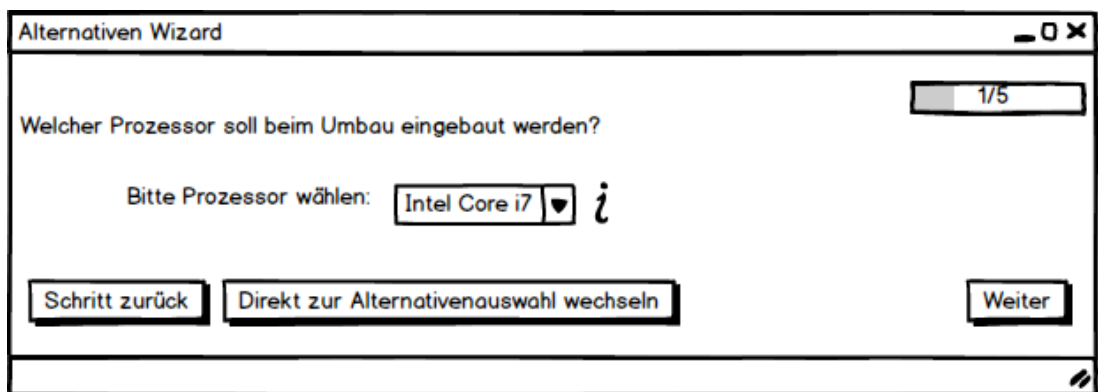 Alternativen Wizard
1/5
Welcher Prozessor soll beim Umbau eingebaut werden?
Bitte Prozessor wählen: Intel Core i7 i
Schritt zurück Direkt zur Alternativenauswahl wechseln Weiter